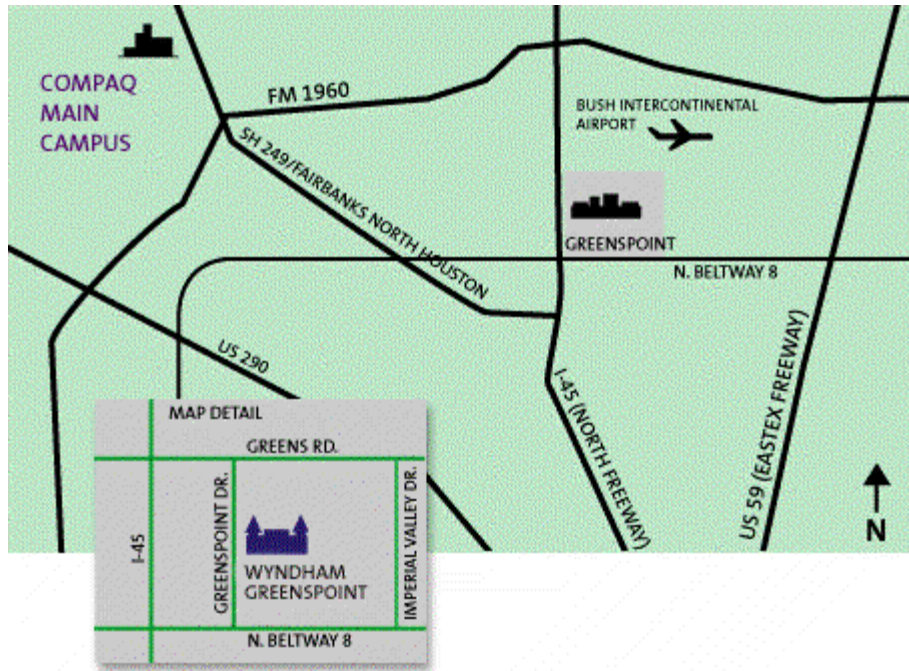 COMPAQ
MAIN
CAMPUS
FM 1960
BUSH INTERCONTINENTAL
AIRPORT
SH 249/FAIRBANKS NORTH HOUSTON
GREENSPOINT
N. BELTWAY 8
US 290
I-45 (NORTH FREEWAY)
US 59 (EASTEX FREEWAY)
N
MAP DETAIL
GREENS RD.
I-45
GREENSPOINT DR.
IMPERIAL VALLEY DR.
WYNDHAM
GREENSPOINT
N. BELTWAY 8